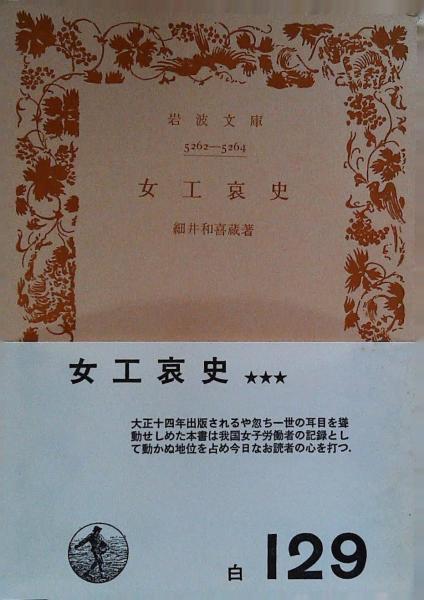 岩波文庫
5262—5264
女工哀史
細井和喜蔵著
女工哀史 ★★★
大正十四年出版されるや忽ち一世の耳目を聳
動せしめた本書は我国女子労働者の記録とし
て動かぬ地位を占め今日なお読者の心を打つ.
白 129